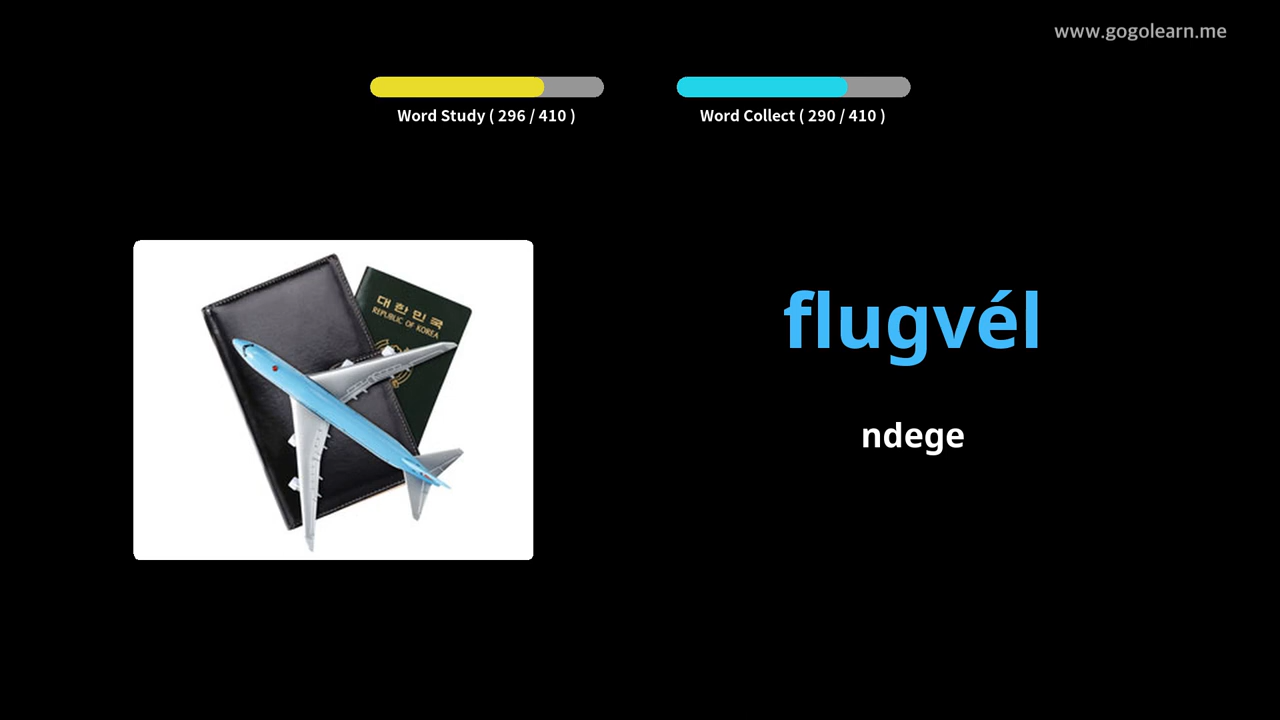 www.gogolearn.me
Word Study ( 296 / 410 )
Word Collect ( 290 / 410 )
대한민국
REPUBLIC OF KOREA
flugvél
ndege